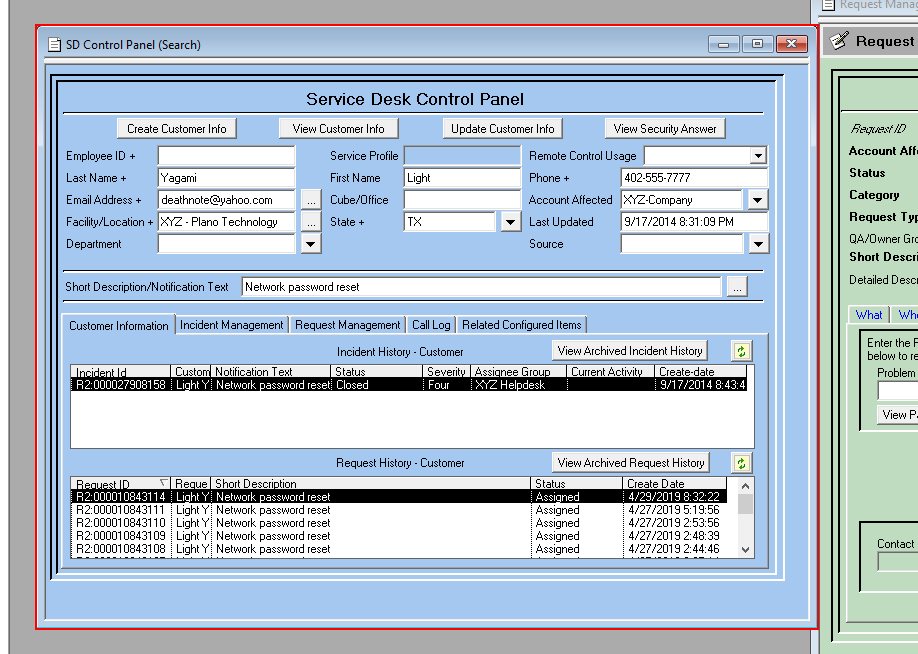 Request Manag
SD Control Panel (Search)
Request
Service Desk Control Panel
Create Customer Info
View Customer Info
Update Customer Info
View Security Answer
Employee ID +
Service Profile
Remote Control Usage
Last Name +
Yagami
First Name
Light
Phone +
402-555-7777
Email Address +
deathnote@yahoo.com
...
Cube/Office
Account Affected
XYZ-Company
Facility/Location +
XYZ - Plano Technology
...
State +
TX
Last Updated
9/17/2014 8:31:09 PM
Department
Source
Short Description/Notification Text
Network password reset
...
Customer Information
Incident Management
Request Management
Call Log
Related Configured Items
Incident History - Customer
View Archived Incident History
Incident Id Custom Notification Text Status Severity Assignee Group Current Activity Create-date
R2:000027908158 Light Y Network password reset Closed Four XYZ Helpdesk 9/17/2014 8:43:4
Request History - Customer
View Archived Request History
Request ID Reque Short Description Status Create Date
R2:000010843114 Light Y Network password reset Assigned 4/29/2019 8:32:22
R2:000010843111 Light Y Network password reset Assigned 4/27/2019 5:19:56
R2:000010843110 Light Y Network password reset Assigned 4/27/2019 2:53:56
R2:000010843109 Light Y Network password reset Assigned 4/27/2019 2:48:39
R2:000010843108 Light Y Network password reset Assigned 4/27/2019 2:44:46
Request ID
Account Aff
Status
Category
Request Typ
QA/Owner Gro
Short Descri
Detailed Descr
What
Who
Enter the P
below to re
Problem
View Pa
Contact